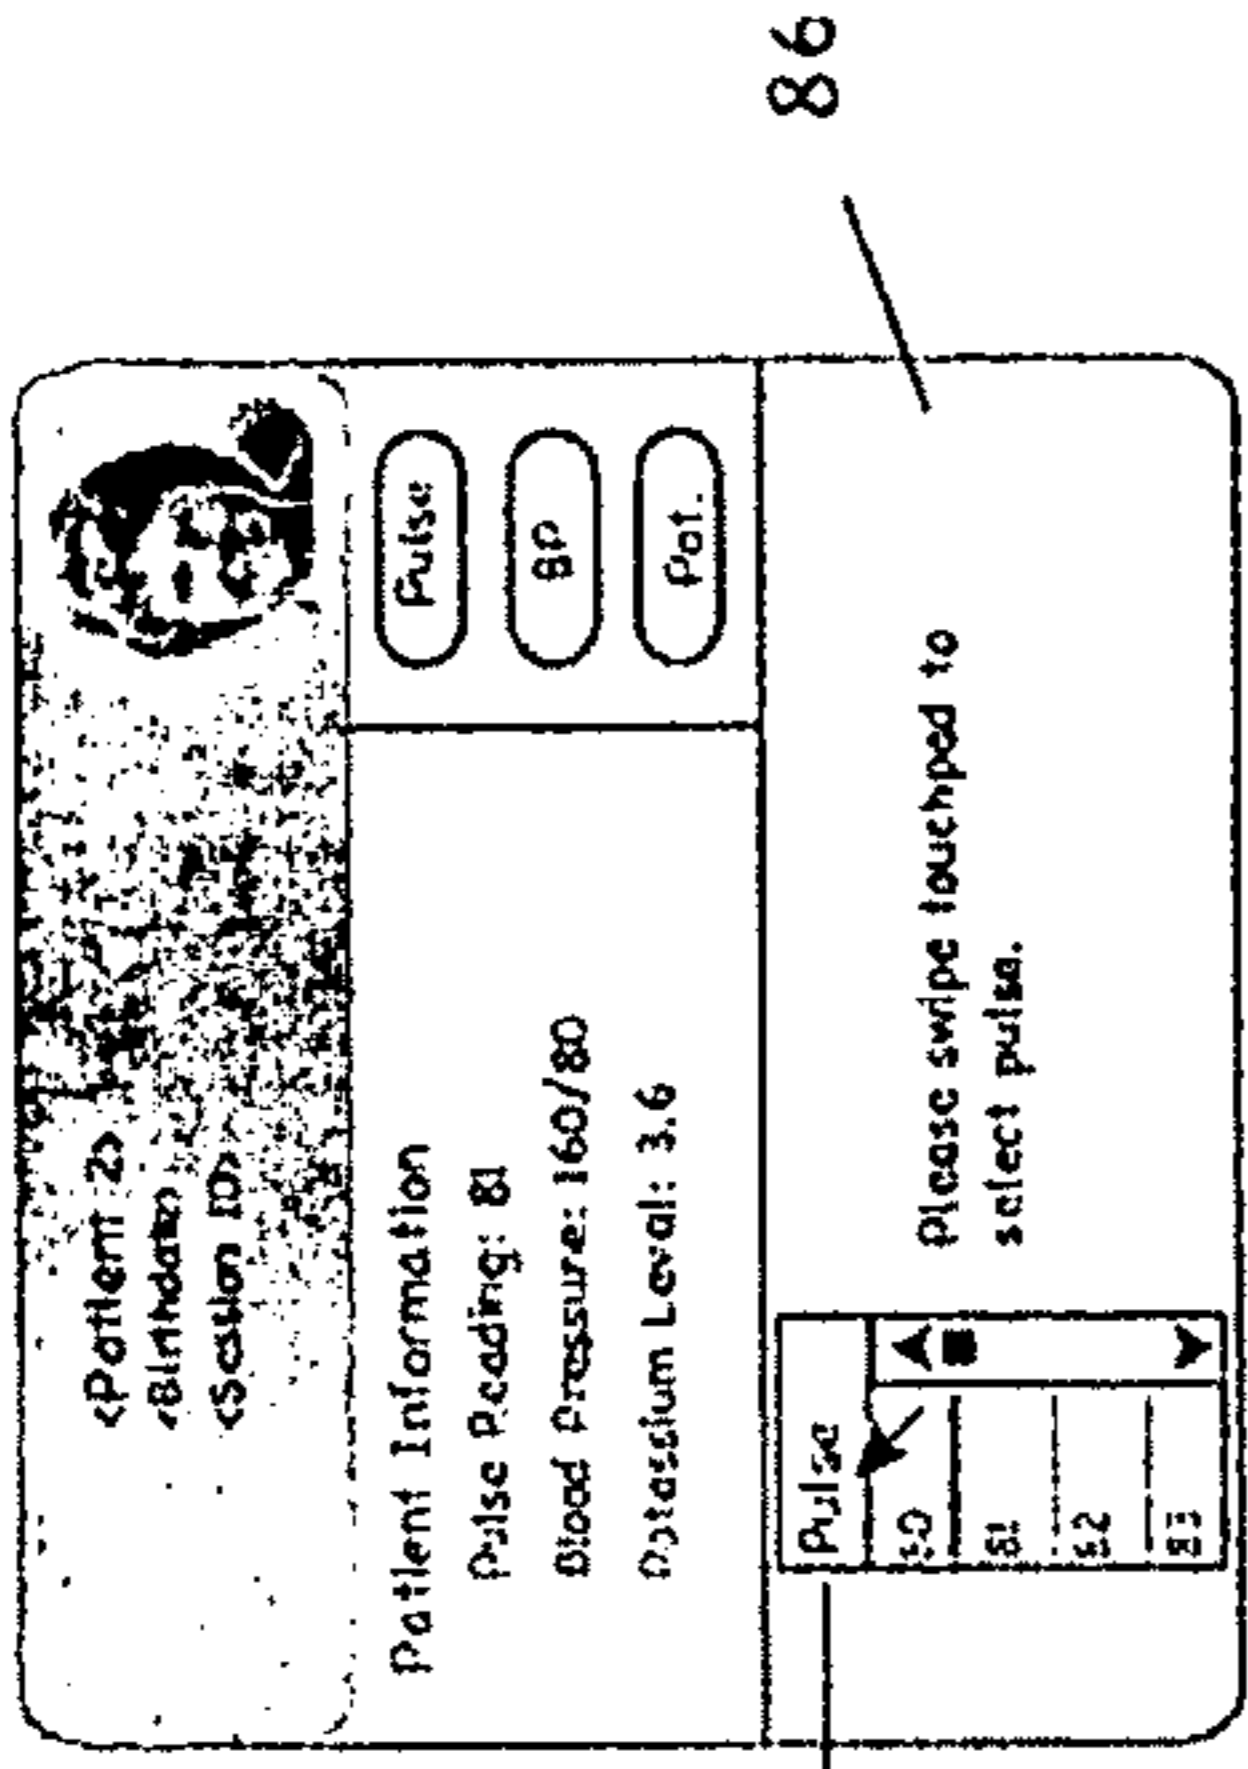 <Patient 2>
<Birthdate>
<Session ID>
Patient Information
Pulse Reading: 81
Blood Pressure: 160/80
Potassium Level: 3.6
Pulse
BP
Pot.
Pulse
80
81
82
83
Please swipe touchpad to
select pulse.
86